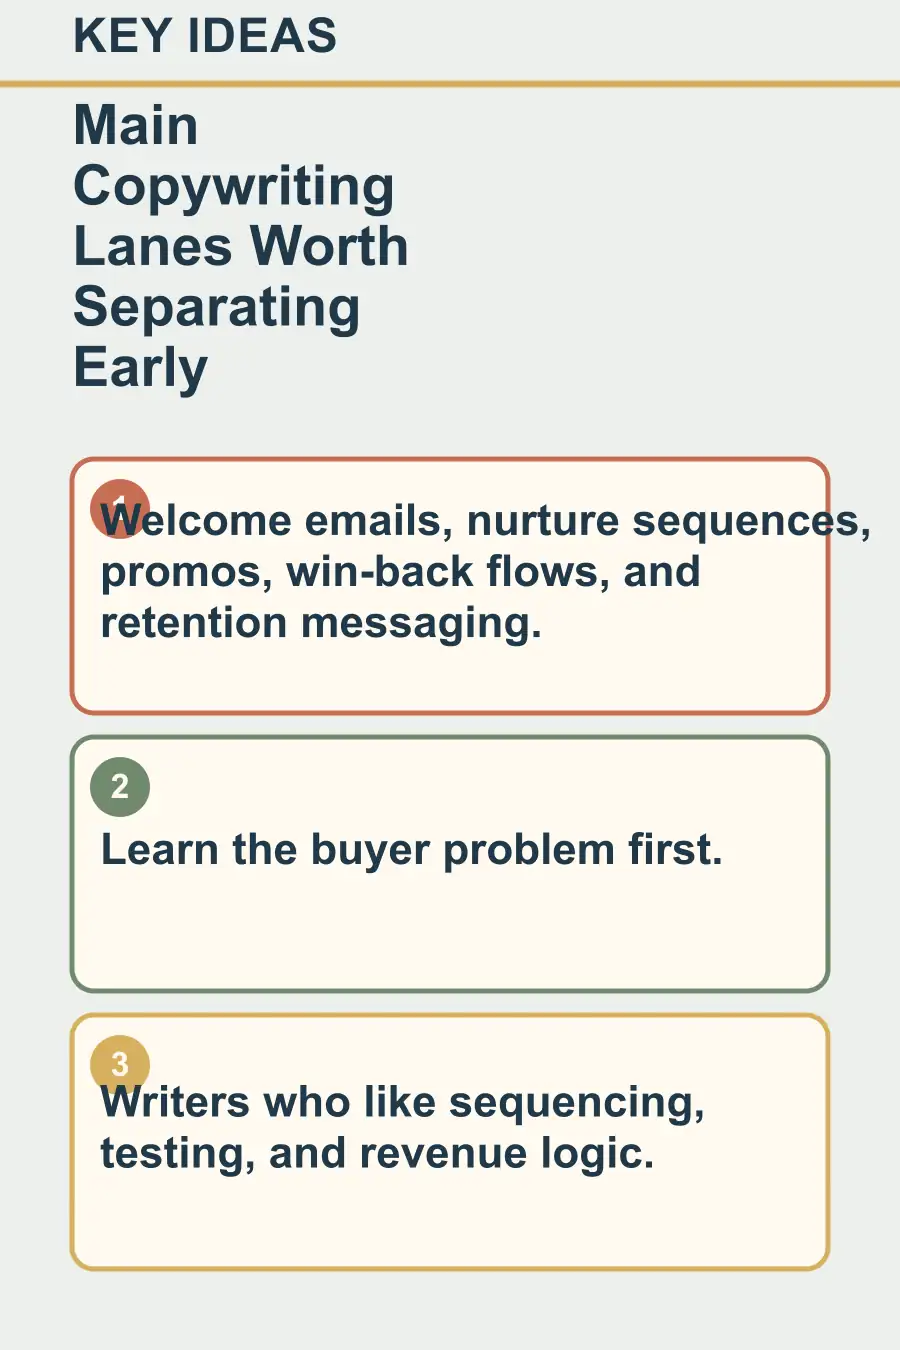 KEY IDEAS
Main
Copywriting
Lanes Worth
Separating
Early
1
Welcome emails, nurture sequences,
promos, win-back flows, and
retention messaging.
2
Learn the buyer problem first.
3
Writers who like sequencing,
testing, and revenue logic.